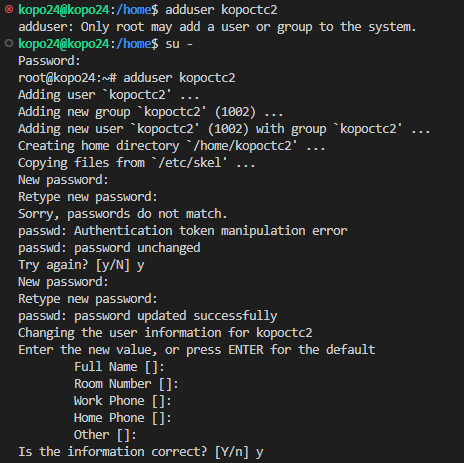 kopo24@kopo24:/home$ adduser kopoctc2
adduser: Only root may add a user or group to the system.
kopo24@kopo24:/home$ su -
Password:
root@kopo24:~# adduser kopoctc2
Adding user `kopoctc2' ...
Adding new group `kopoctc2' (1002) ...
Adding new user `kopoctc2' (1002) with group `kopoctc2' ...
Creating home directory `/home/kopoctc2' ...
Copying files from `/etc/skel' ...
New password:
Retype new password:
Sorry, passwords do not match.
passwd: Authentication token manipulation error
passwd: password unchanged
Try again? [y/N] y
New password:
Retype new password:
passwd: password updated successfully
Changing the user information for kopoctc2
Enter the new value, or press ENTER for the default
Full Name []:
Room Number []:
Work Phone []:
Home Phone []:
Other []:
Is the information correct? [Y/n] y